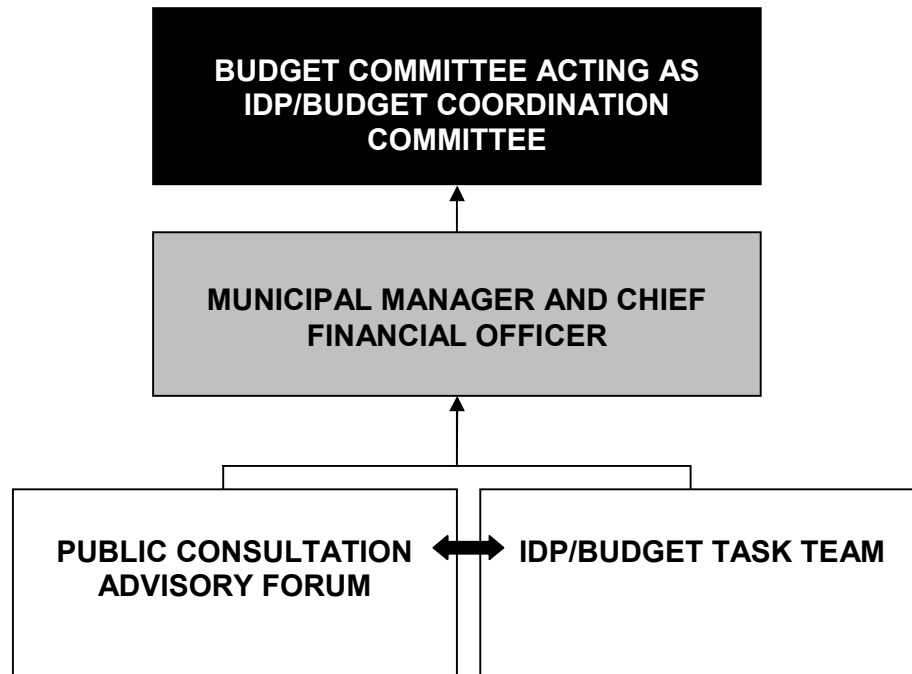 BUDGET COMMITTEE ACTING AS
IDP/BUDGET COORDINATION
COMMITTEE
MUNICIPAL MANAGER AND CHIEF
FINANCIAL OFFICER
PUBLIC CONSULTATION
ADVISORY FORUM
IDP/BUDGET TASK TEAM